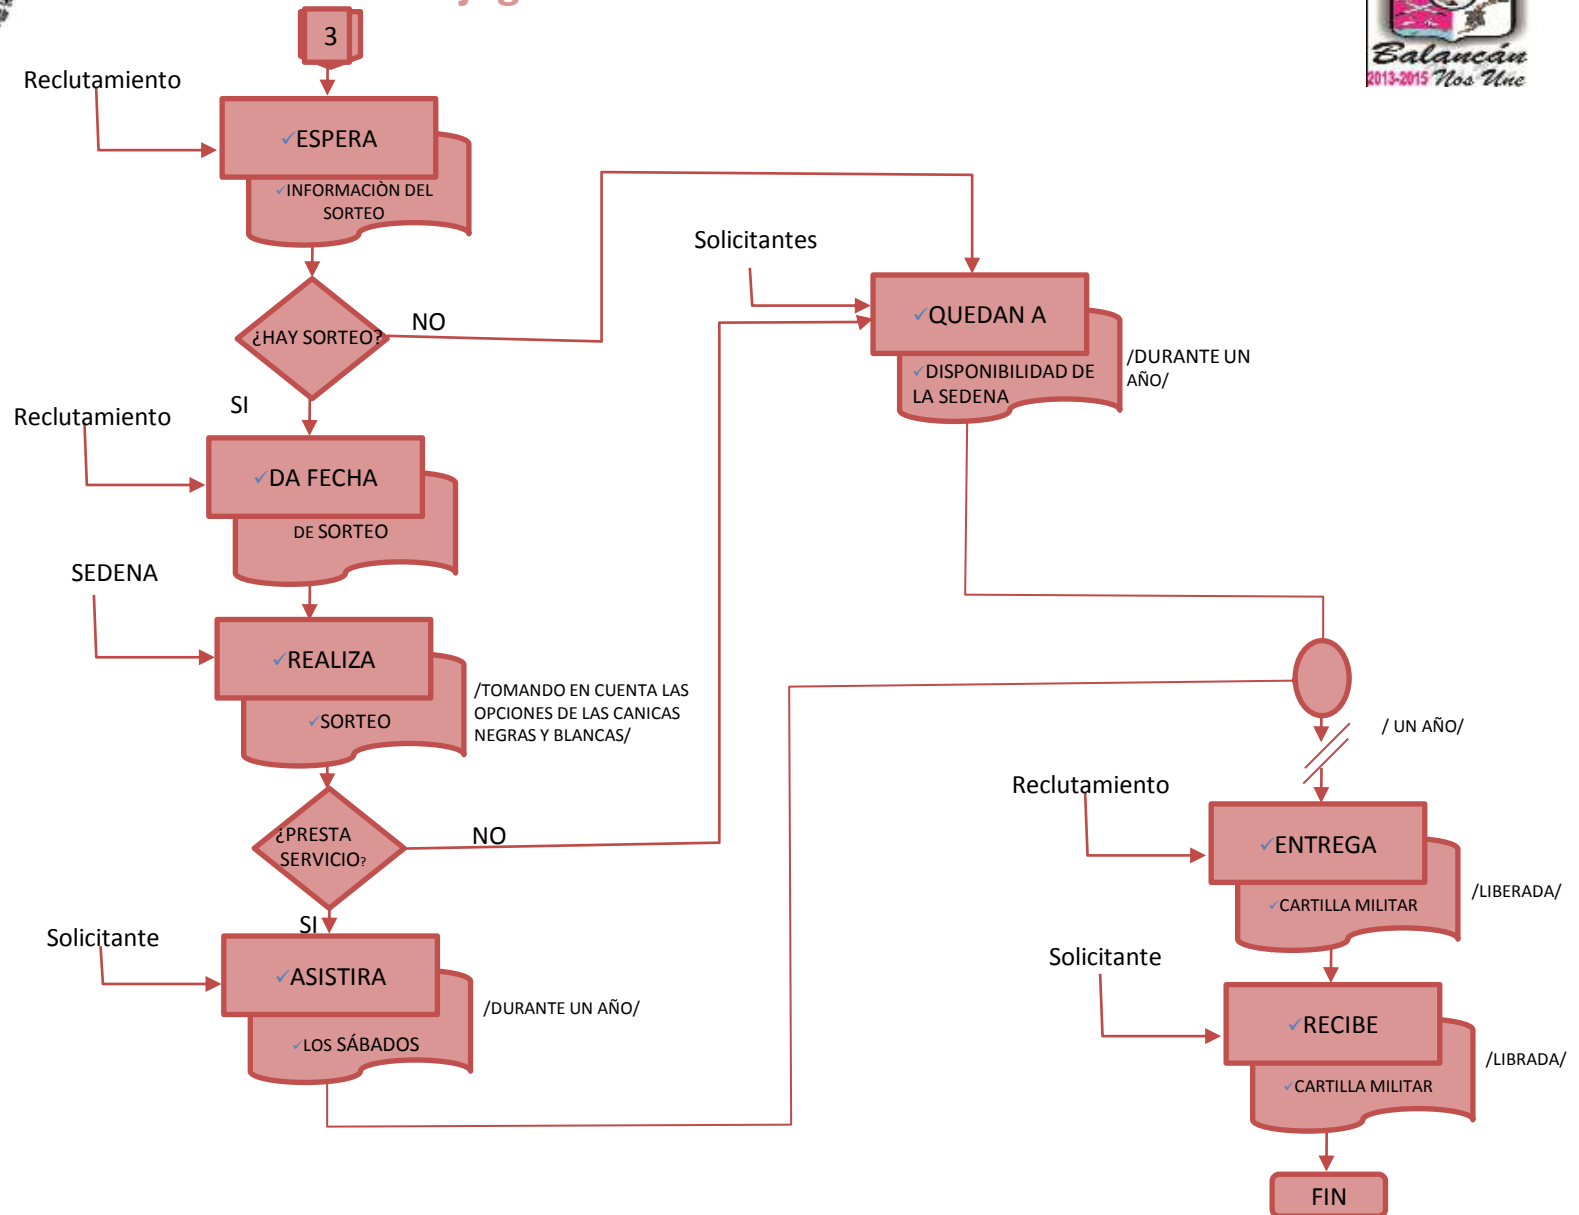 3
Reclutamiento
✓ESPERA
✓INFORMACIÒN DEL
SORTEO
¿HAY SORTEO?
NO
SI
Reclutamiento
✓DA FECHA
DE SORTEO
SEDENA
✓REALIZA
✓SORTEO
/TOMANDO EN CUENTA LAS
OPCIONES DE LAS CANICAS
NEGRAS Y BLANCAS/
¿PRESTA
SERVICIO?
NO
SI
Solicitante
✓ASISTIRA
✓LOS SÁBADOS
/DURANTE UN AÑO/
Solicitantes
✓QUEDAN A
✓DISPONIBILIDAD DE
LA SEDENA
/DURANTE UN
AÑO/
/ UN AÑO/
Reclutamiento
✓ENTREGA
✓CARTILLA MILITAR
/LIBERADA/
Solicitante
✓RECIBE
✓CARTILLA MILITAR
/LIBRADA/
FIN
Balancán
2013-2015 Nos Une